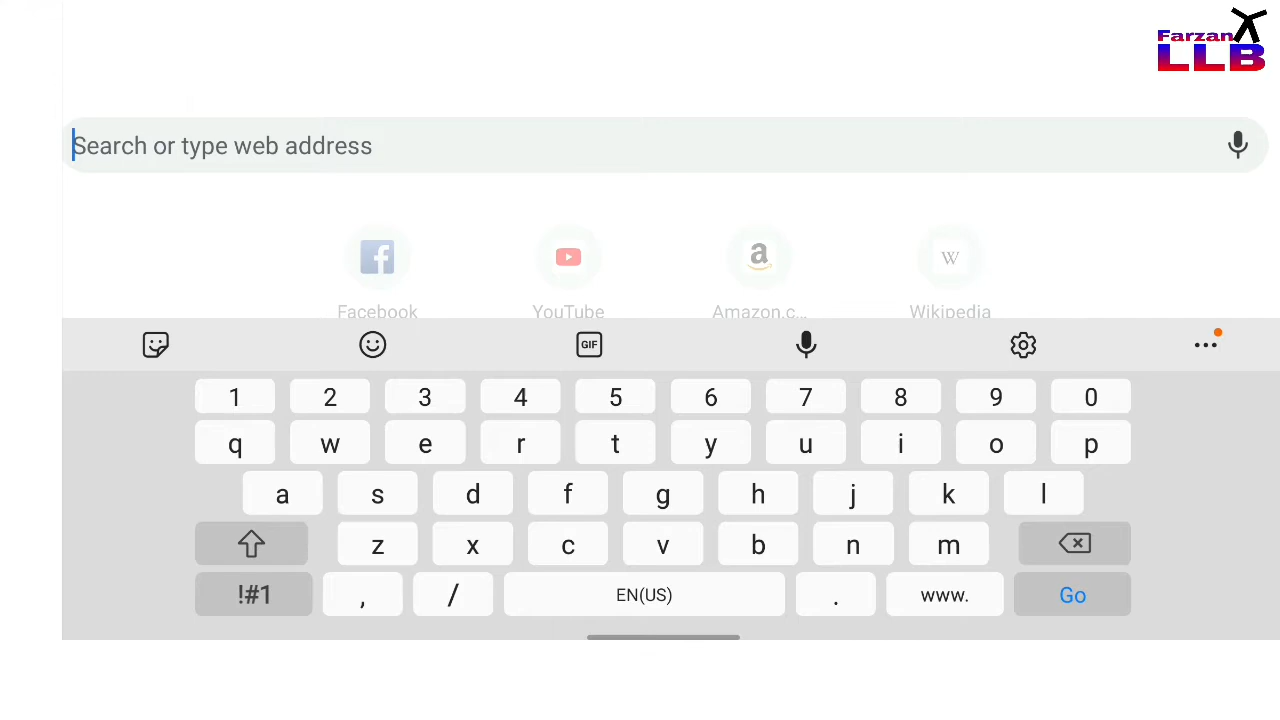 Farzan
LLB
Search or type web address
f
a
W
Facebook
YouTube
Amazon.c...
Wikipedia
GIF
1 2 3 4 5 6 7 8 9 0
q w e r t y u i o p
a s d f g h j k l
z x c v b n m
!#1 , / EN(US) . www. Go